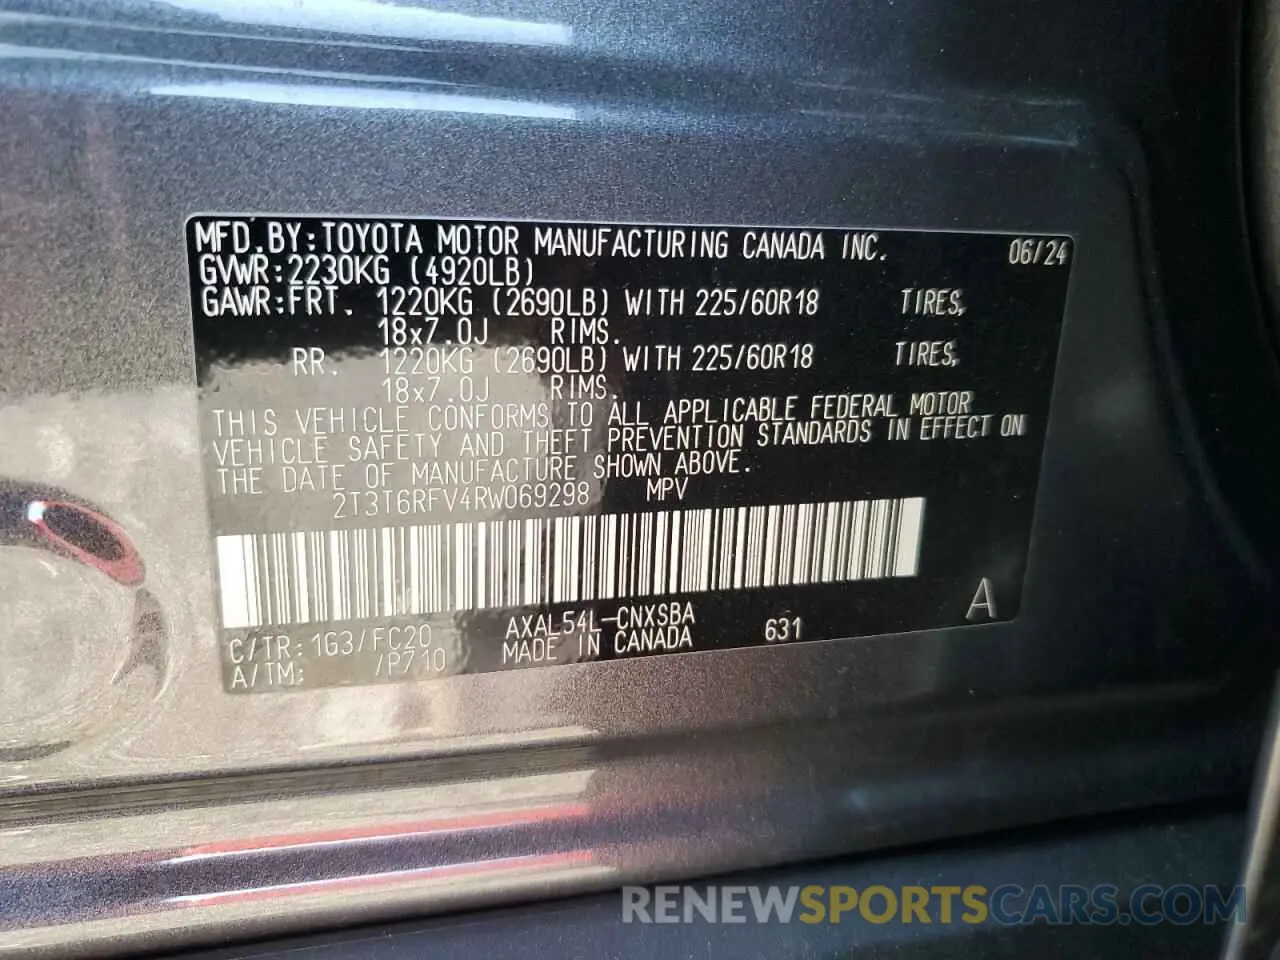 MFD.BY:TOYOTA MOTOR MANUFACTURING CANADA INC. 06/24
GVWR:2230KG (4920LB)
GAWR:FRT. 1220KG (2690LB) WITH 225/60R18 TIRES,
18x7.0J RIMS.
RR. 1220KG (2690LB) WITH 225/60R18 TIRES,
18x7.0J RIMS.
THIS VEHICLE CONFORMS TO ALL APPLICABLE FEDERAL MOTOR
VEHICLE SAFETY AND THEFT PREVENTION STANDARDS IN EFFECT ON
THE DATE OF MANUFACTURE SHOWN ABOVE.
2T3T6RFV4RW069298 MPV
A
C/TR:1G3/FC20 AXAL54L-CNXSBA 631
A/TM: /P710 MADE IN CANADA
RENEWSPORTSCARS.COM